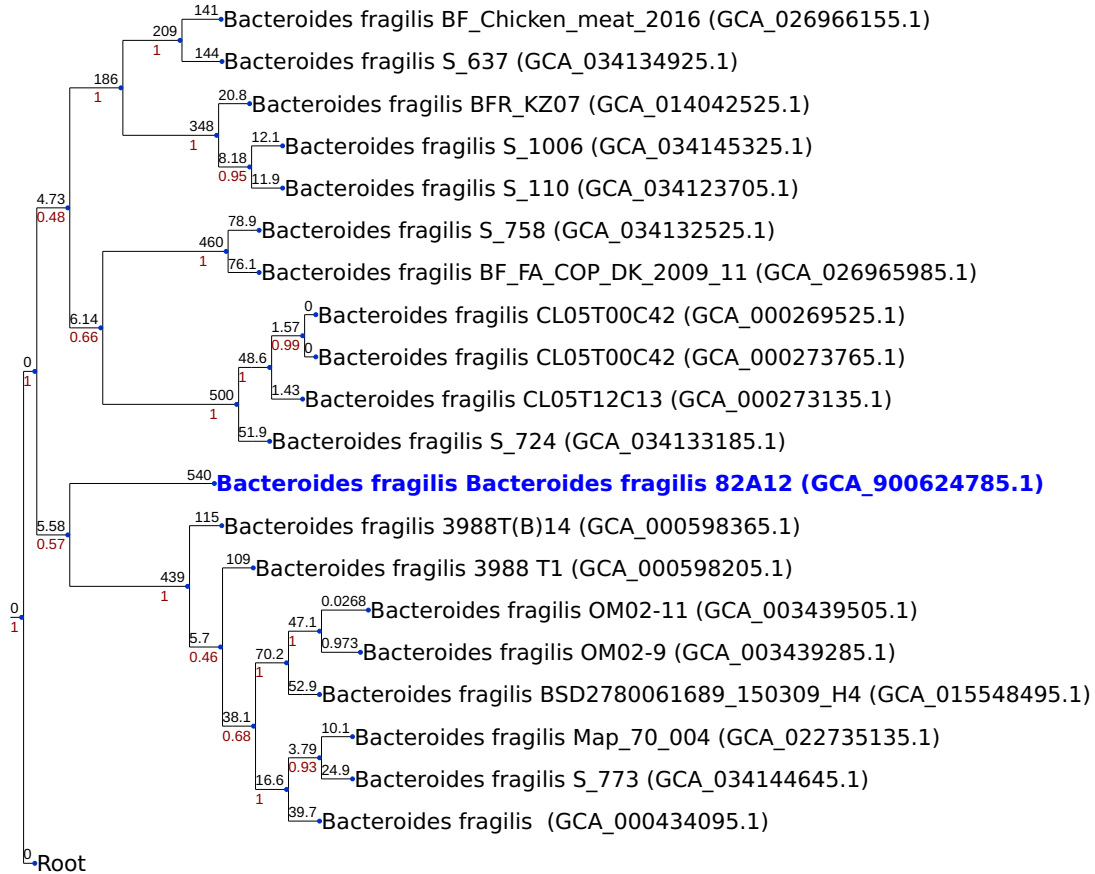 141
Bacteroides fragilis BF_Chicken_meat_2016 (GCA_026966155.1)
209
1
144
Bacteroides fragilis S_637 (GCA_034134925.1)
186
1
20.8
Bacteroides fragilis BFR_KZ07 (GCA_014042525.1)
348
1
12.1
Bacteroides fragilis S_1006 (GCA_034145325.1)
8.18
0.95
11.9
Bacteroides fragilis S_110 (GCA_034123705.1)
4.73
0.48
78.9
Bacteroides fragilis S_758 (GCA_034132525.1)
460
1
76.1
Bacteroides fragilis BF_FA_COP_DK_2009_11 (GCA_026965985.1)
6.14
0.66
0
Bacteroides fragilis CL05T00C42 (GCA_000269525.1)
1.57
0.99
0
Bacteroides fragilis CL05T00C42 (GCA_000273765.1)
48.6
1
1.43
Bacteroides fragilis CL05T12C13 (GCA_000273135.1)
500
1
51.9
Bacteroides fragilis S_724 (GCA_034133185.1)
0
1
540
Bacteroides fragilis Bacteroides fragilis 82A12 (GCA_900624785.1)
5.58
0.57
115
Bacteroides fragilis 3988T(B)14 (GCA_000598365.1)
439
1
109
Bacteroides fragilis 3988 T1 (GCA_000598205.1)
5.7
0.46
0.0268
Bacteroides fragilis OM02-11 (GCA_003439505.1)
47.1
1
0.973
Bacteroides fragilis OM02-9 (GCA_003439285.1)
70.2
1
52.9
Bacteroides fragilis BSD2780061689_150309_H4 (GCA_015548495.1)
38.1
0.68
10.1
Bacteroides fragilis Map_70_004 (GCA_022735135.1)
3.79
0.93
24.9
Bacteroides fragilis S_773 (GCA_034144645.1)
16.6
1
39.7
Bacteroides fragilis (GCA_000434095.1)
0
1
0
Root